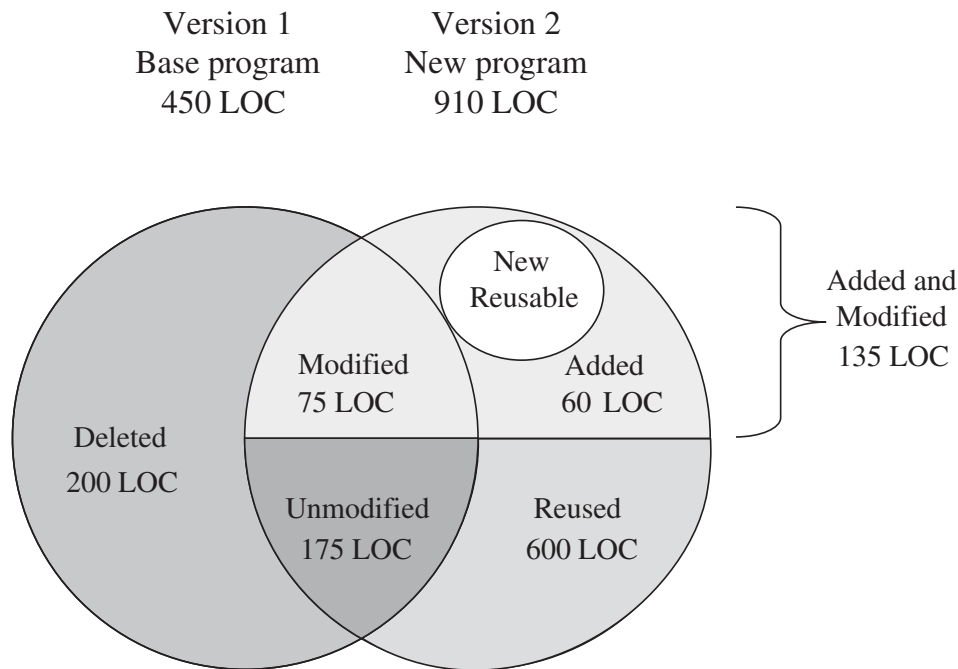 Version 1
Base program
450 LOC
Version 2
New program
910 LOC
New
Reusable
Added and
Modified
135 LOC
Modified
75 LOC
Added
60 LOC
Deleted
200 LOC
Unmodified
175 LOC
Reused
600 LOC